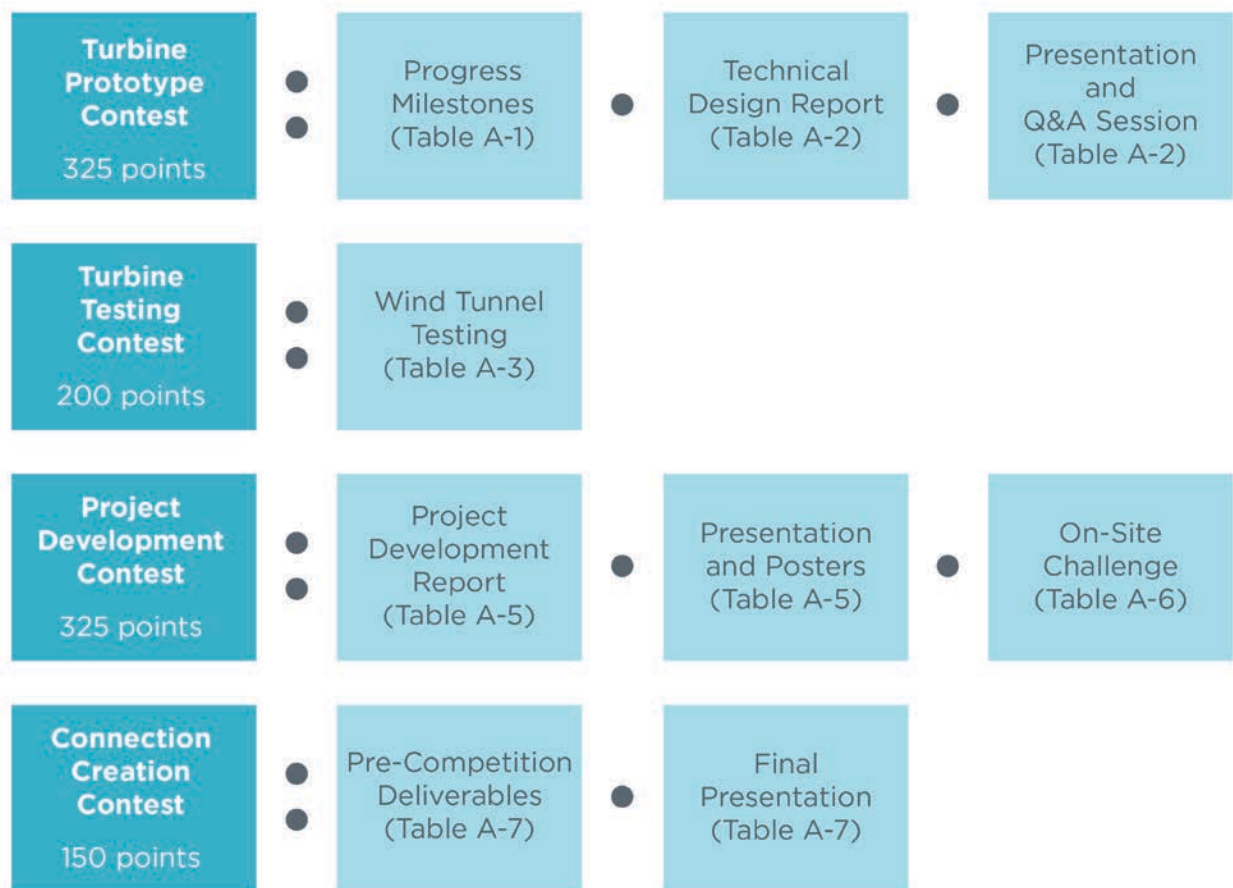 Turbine
Prototype
Contest
325 points
Progress
Milestones
(Table A-1)
Technical
Design Report
(Table A-2)
Presentation
and
Q&A Session
(Table A-2)
Turbine
Testing
Contest
200 points
Wind Tunnel
Testing
(Table A-3)
Project
Development
Contest
325 points
Project
Development
Report
(Table A-5)
Presentation
and Posters
(Table A-5)
On-Site
Challenge
(Table A-6)
Connection
Creation
Contest
150 points
Pre-Competition
Deliverables
(Table A-7)
Final
Presentation
(Table A-7)